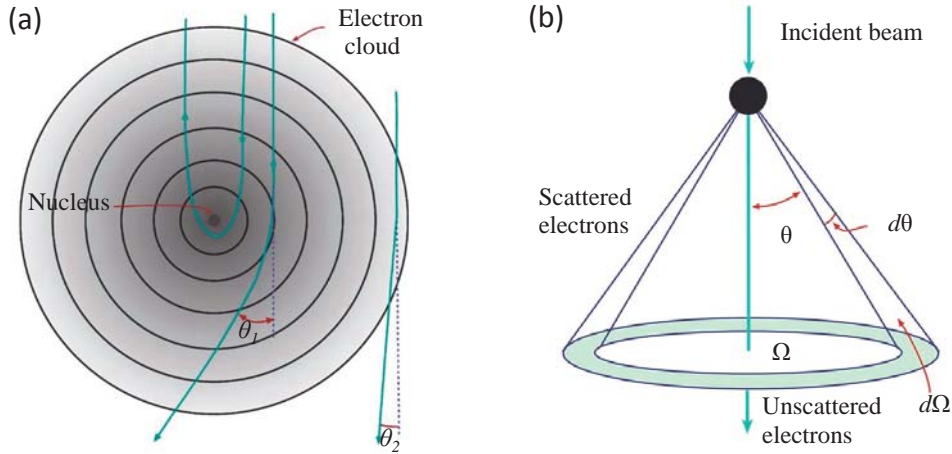 (a)
Electron
cloud
Nucleus
θ1
θ2
(b)
Incident beam
Scattered
electrons
θ
dθ
Ω
dΩ
Unscattered
electrons